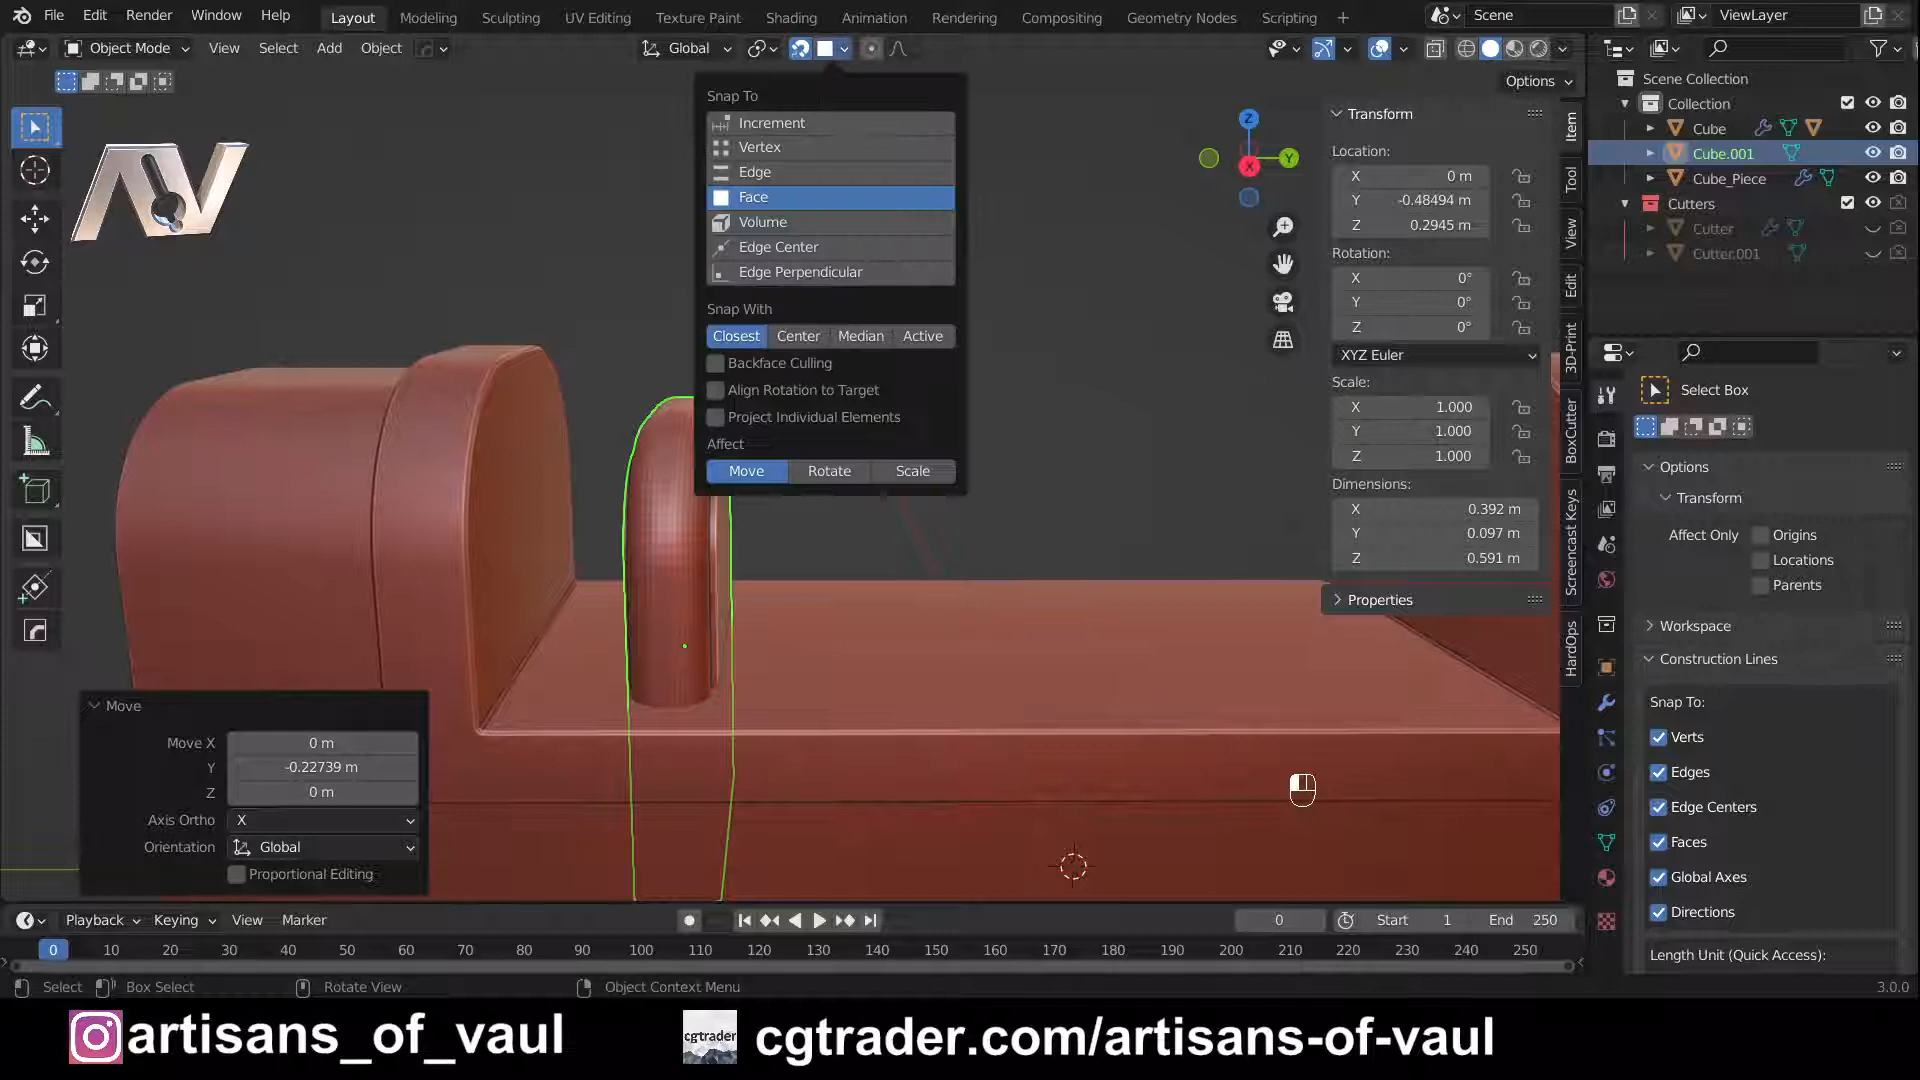 File Edit Render Window Help Layout Modeling Sculpting UV Editing Texture Paint Shading Animation Rendering Compositing Geometry Nodes Scripting + Scene ViewLayer
Object Mode View Select Add Object Global
Options
Snap To
Increment
Vertex
Edge
Face
Volume
Edge Center
Edge Perpendicular
Snap With
Closest Center Median Active
Backface Culling
Align Rotation to Target
Project Individual Elements
Affect
Move Rotate Scale
AV
Z
Y
X
Transform
Location:
X 0 m
Y -0.48494 m
Z 0.2945 m
Rotation:
X 0°
Y 0°
Z 0°
XYZ Euler
Scale:
X 1.000
Y 1.000
Z 1.000
Dimensions:
X 0.392 m
Y 0.097 m
Z 0.591 m
Properties
Item
Tool
View
Edit
3D-Print
BoxCutter
Screencast Keys
HardOps
Scene Collection
Collection
Cube
Cube.001
Cube_Piece
Cutters
Cutter
Cutter.001
Select Box
Options
Transform
Affect Only Origins
Locations
Parents
Workspace
Construction Lines
Snap To:
Verts
Edges
Edge Centers
Faces
Global Axes
Directions
Length Unit (Quick Access):
Move
Move X 0 m
Y -0.22739 m
Z 0 m
Axis Ortho X
Orientation Global
Proportional Editing
Playback Keying View Marker 0 Start 1 End 250
0 10 20 30 40 50 60 70 80 90 100 110 120 130 140 150 160 170 180 190 200 210 220 230 240 250
Select Box Select Rotate View Object Context Menu 3.0.0
artisans_of_vaul cgtrader cgtrader.com/artisans-of-vaul